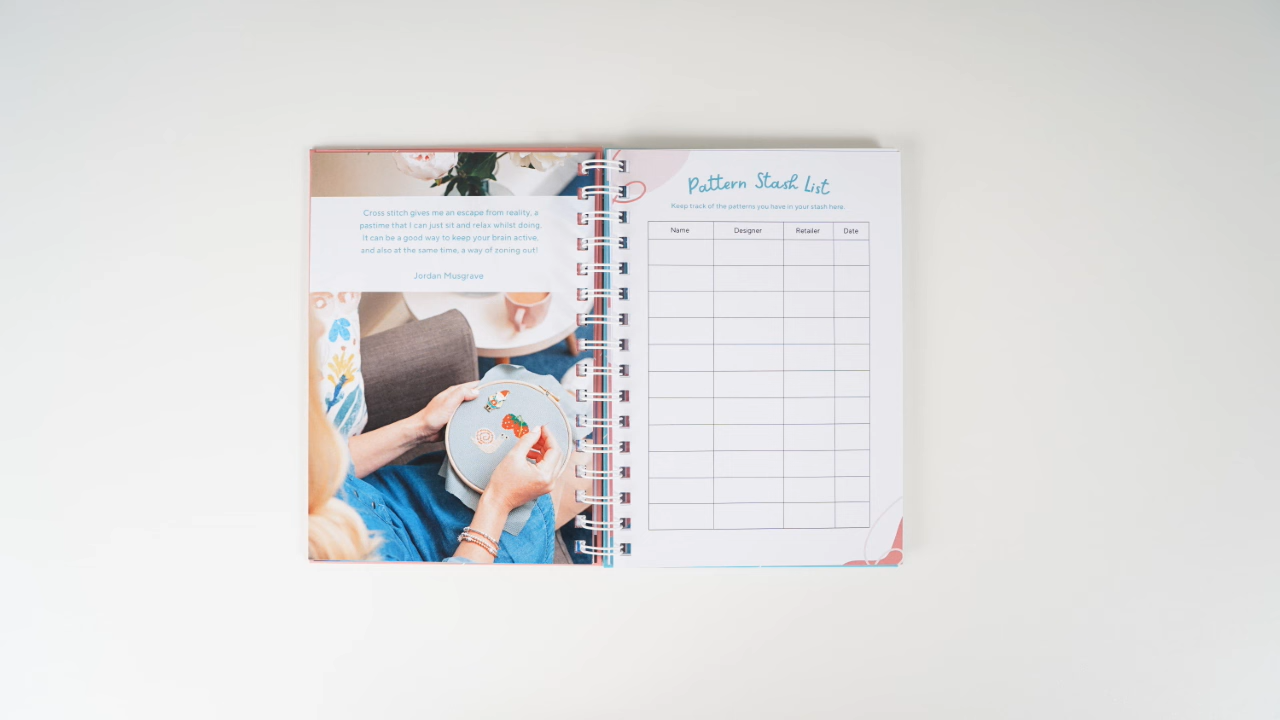 Cross stitch gives me an escape from reality, a
pastime that I can just sit and relax whilst doing.
It can be a good way to keep your brain active,
and also at the same time, a way of zoning out!
Jordan Musgrave
Pattern Stash List
Keep track of the patterns you have in your stash here.
Name Designer Retailer Date